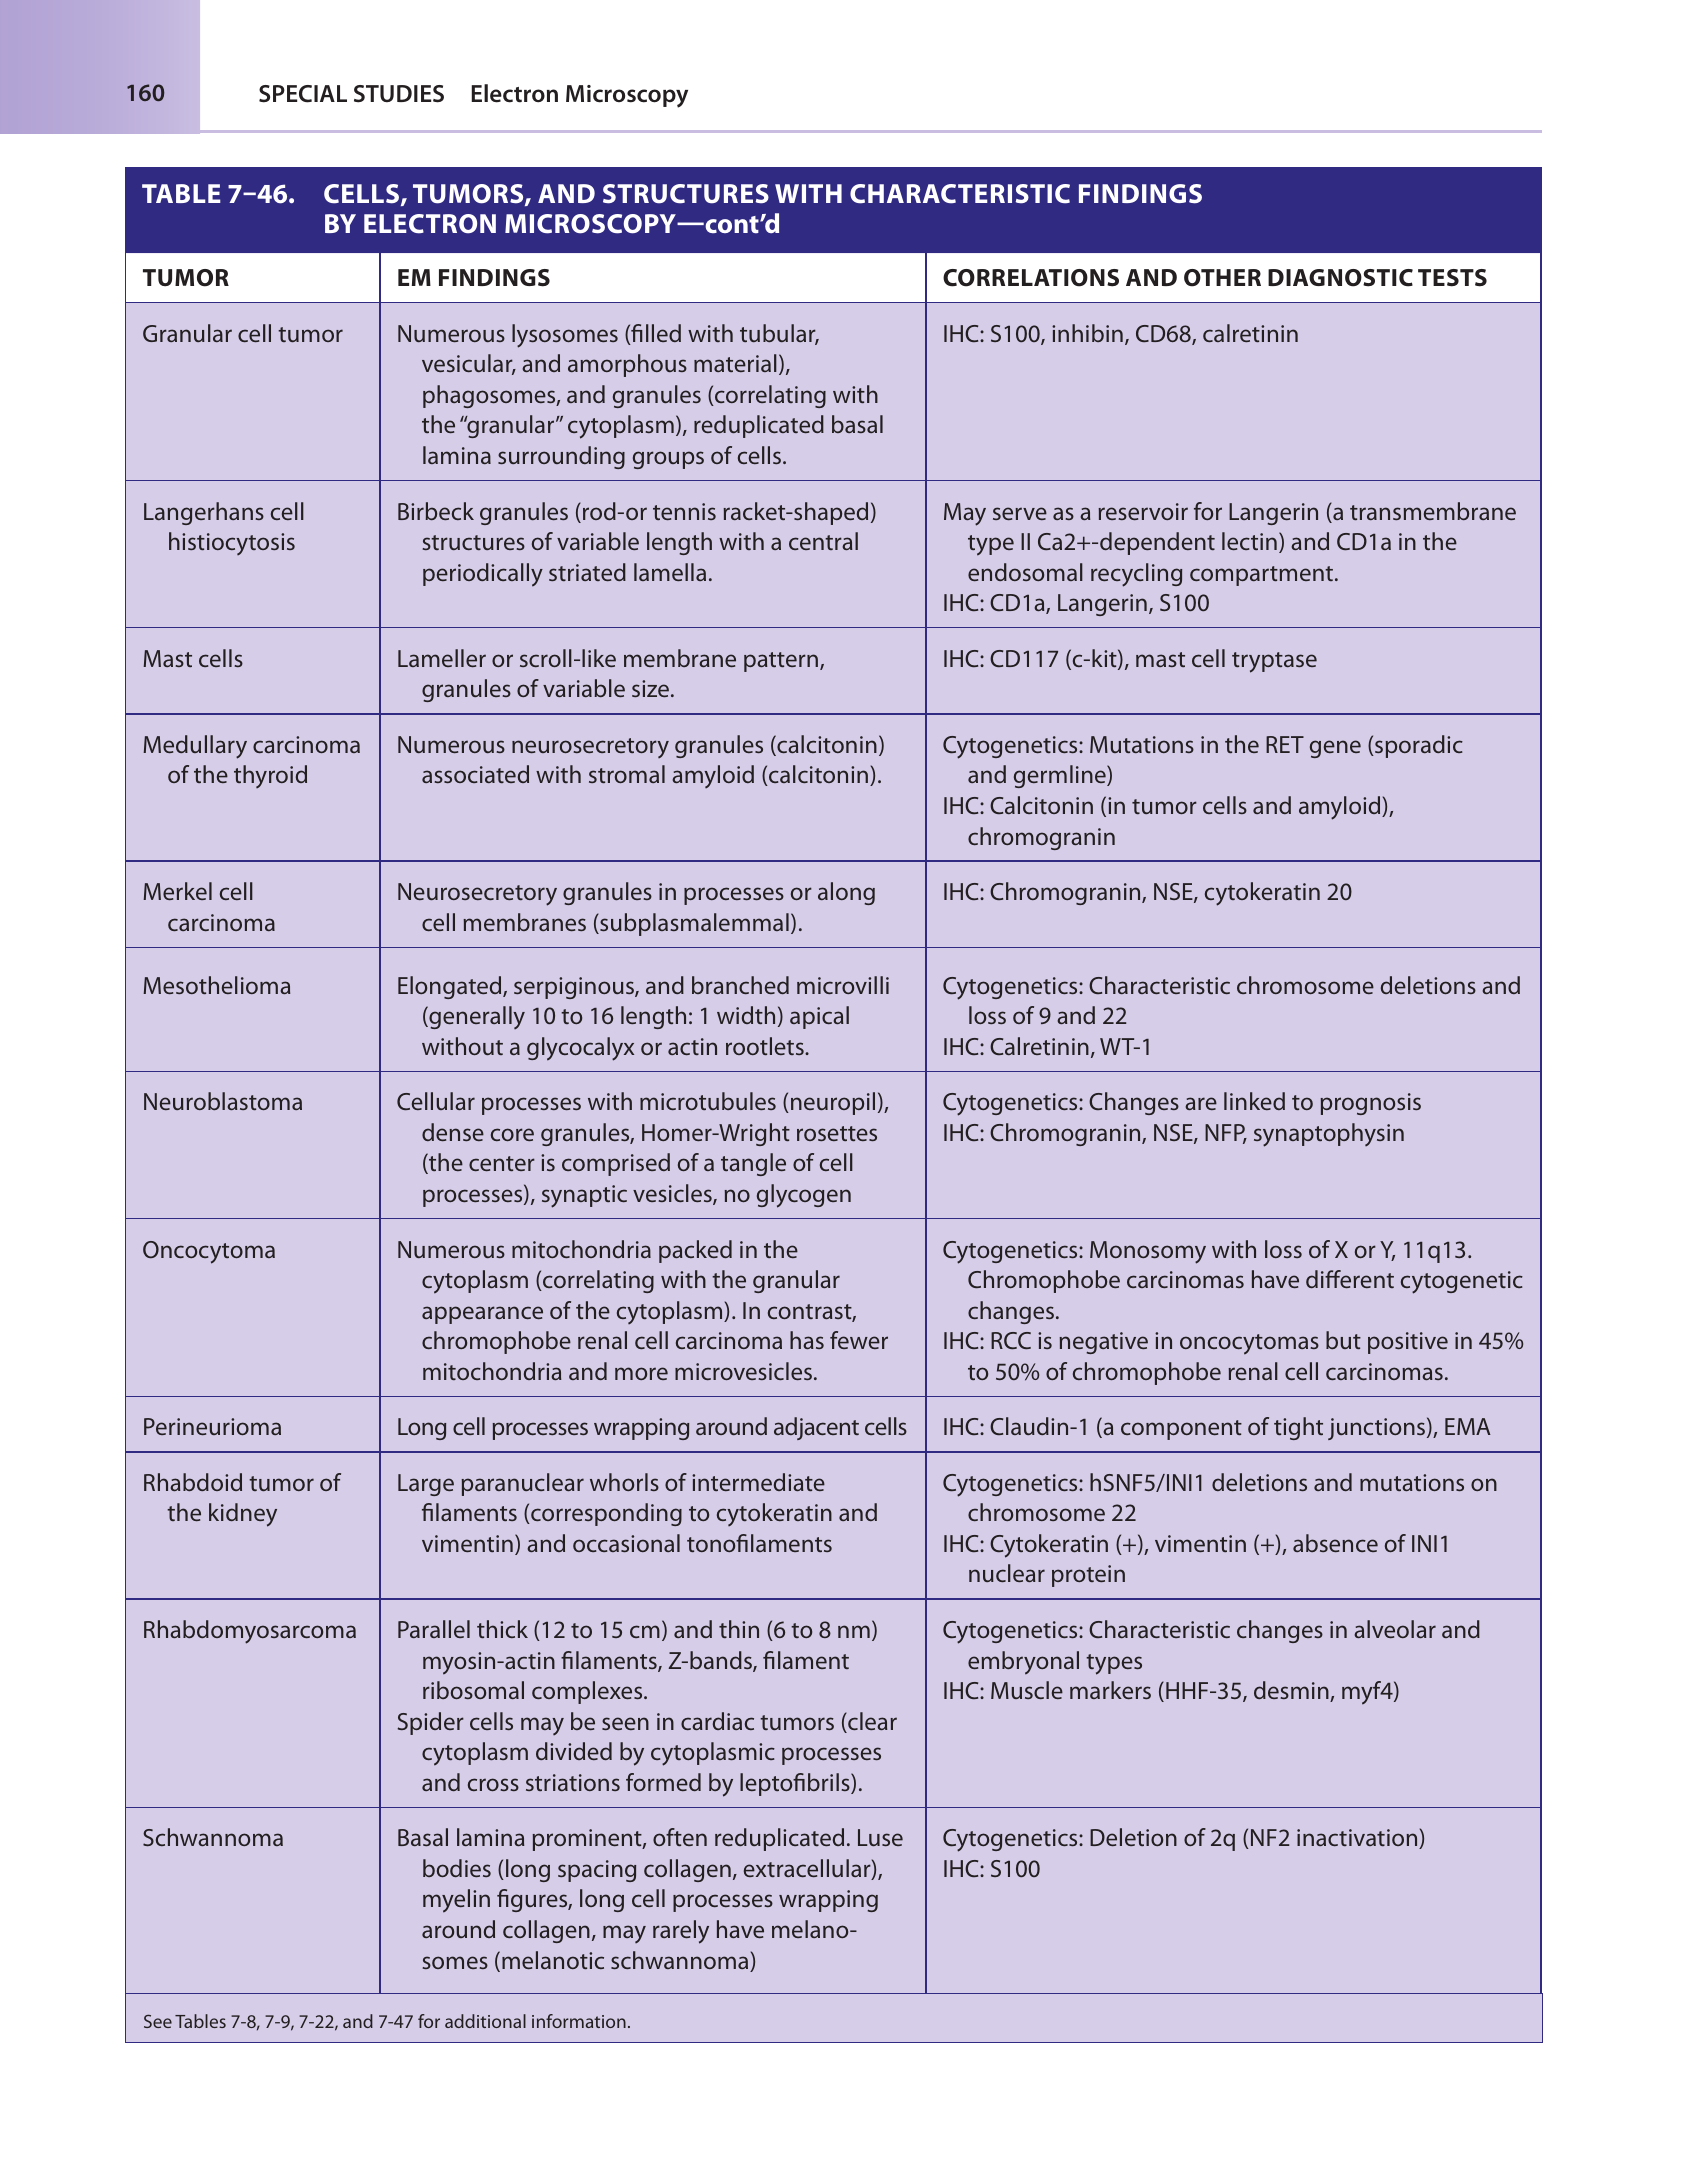 160
SPECIAL STUDIES Electron Microscopy
TABLE 7–46. CELLS, TUMORS, AND STRUCTURES WITH CHARACTERISTIC FINDINGS
BY ELECTRON MICROSCOPY—cont’d
TUMOR
EM FINDINGS
CORRELATIONS AND OTHER DIAGNOSTIC TESTS
Granular cell tumor
Numerous lysosomes (filled with tubular,
vesicular, and amorphous material),
phagosomes, and granules (correlating with
the “granular” cytoplasm), reduplicated basal
lamina surrounding groups of cells.
IHC: S100, inhibin, CD68, calretinin
Langerhans cell
histiocytosis
Birbeck granules (rod-or tennis racket-shaped)
structures of variable length with a central
periodically striated lamella.
May serve as a reservoir for Langerin (a transmembrane
type II Ca2+-dependent lectin) and CD1a in the
endosomal recycling compartment.
IHC: CD1a, Langerin, S100
Mast cells
Lameller or scroll-like membrane pattern,
granules of variable size.
IHC: CD117 (c-kit), mast cell tryptase
Medullary carcinoma
of the thyroid
Numerous neurosecretory granules (calcitonin)
associated with stromal amyloid (calcitonin).
Cytogenetics: Mutations in the RET gene (sporadic
and germline)
IHC: Calcitonin (in tumor cells and amyloid),
chromogranin
Merkel cell
carcinoma
Neurosecretory granules in processes or along
cell membranes (subplasmalemmal).
IHC: Chromogranin, NSE, cytokeratin 20
Mesothelioma
Elongated, serpiginous, and branched microvilli
(generally 10 to 16 length: 1 width) apical
without a glycocalyx or actin rootlets.
Cytogenetics: Characteristic chromosome deletions and
loss of 9 and 22
IHC: Calretinin, WT-1
Neuroblastoma
Cellular processes with microtubules (neuropil),
dense core granules, Homer-Wright rosettes
(the center is comprised of a tangle of cell
processes), synaptic vesicles, no glycogen
Cytogenetics: Changes are linked to prognosis
IHC: Chromogranin, NSE, NFP, synaptophysin
Oncocytoma
Numerous mitochondria packed in the
cytoplasm (correlating with the granular
appearance of the cytoplasm). In contrast,
chromophobe renal cell carcinoma has fewer
mitochondria and more microvesicles.
Cytogenetics: Monosomy with loss of X or Y, 11q13.
Chromophobe carcinomas have different cytogenetic
changes.
IHC: RCC is negative in oncocytomas but positive in 45%
to 50% of chromophobe renal cell carcinomas.
Perineurioma
Long cell processes wrapping around adjacent cells
IHC: Claudin-1 (a component of tight junctions), EMA
Rhabdoid tumor of
the kidney
Large paranuclear whorls of intermediate
filaments (corresponding to cytokeratin and
vimentin) and occasional tonofilaments
Cytogenetics: hSNF5/INI1 deletions and mutations on
chromosome 22
IHC: Cytokeratin (+), vimentin (+), absence of INI1
nuclear protein
Rhabdomyosarcoma
Parallel thick (12 to 15 cm) and thin (6 to 8 nm)
myosin-actin filaments, Z-bands, filament
ribosomal complexes.
Spider cells may be seen in cardiac tumors (clear
cytoplasm divided by cytoplasmic processes
and cross striations formed by leptofibrils).
Cytogenetics: Characteristic changes in alveolar and
embryonal types
IHC: Muscle markers (HHF-35, desmin, myf4)
Schwannoma
Basal lamina prominent, often reduplicated. Luse
bodies (long spacing collagen, extracellular),
myelin figures, long cell processes wrapping
around collagen, may rarely have melano-
somes (melanotic schwannoma)
Cytogenetics: Deletion of 2q (NF2 inactivation)
IHC: S100
See Tables 7-8, 7-9, 7-22, and 7-47 for additional information.